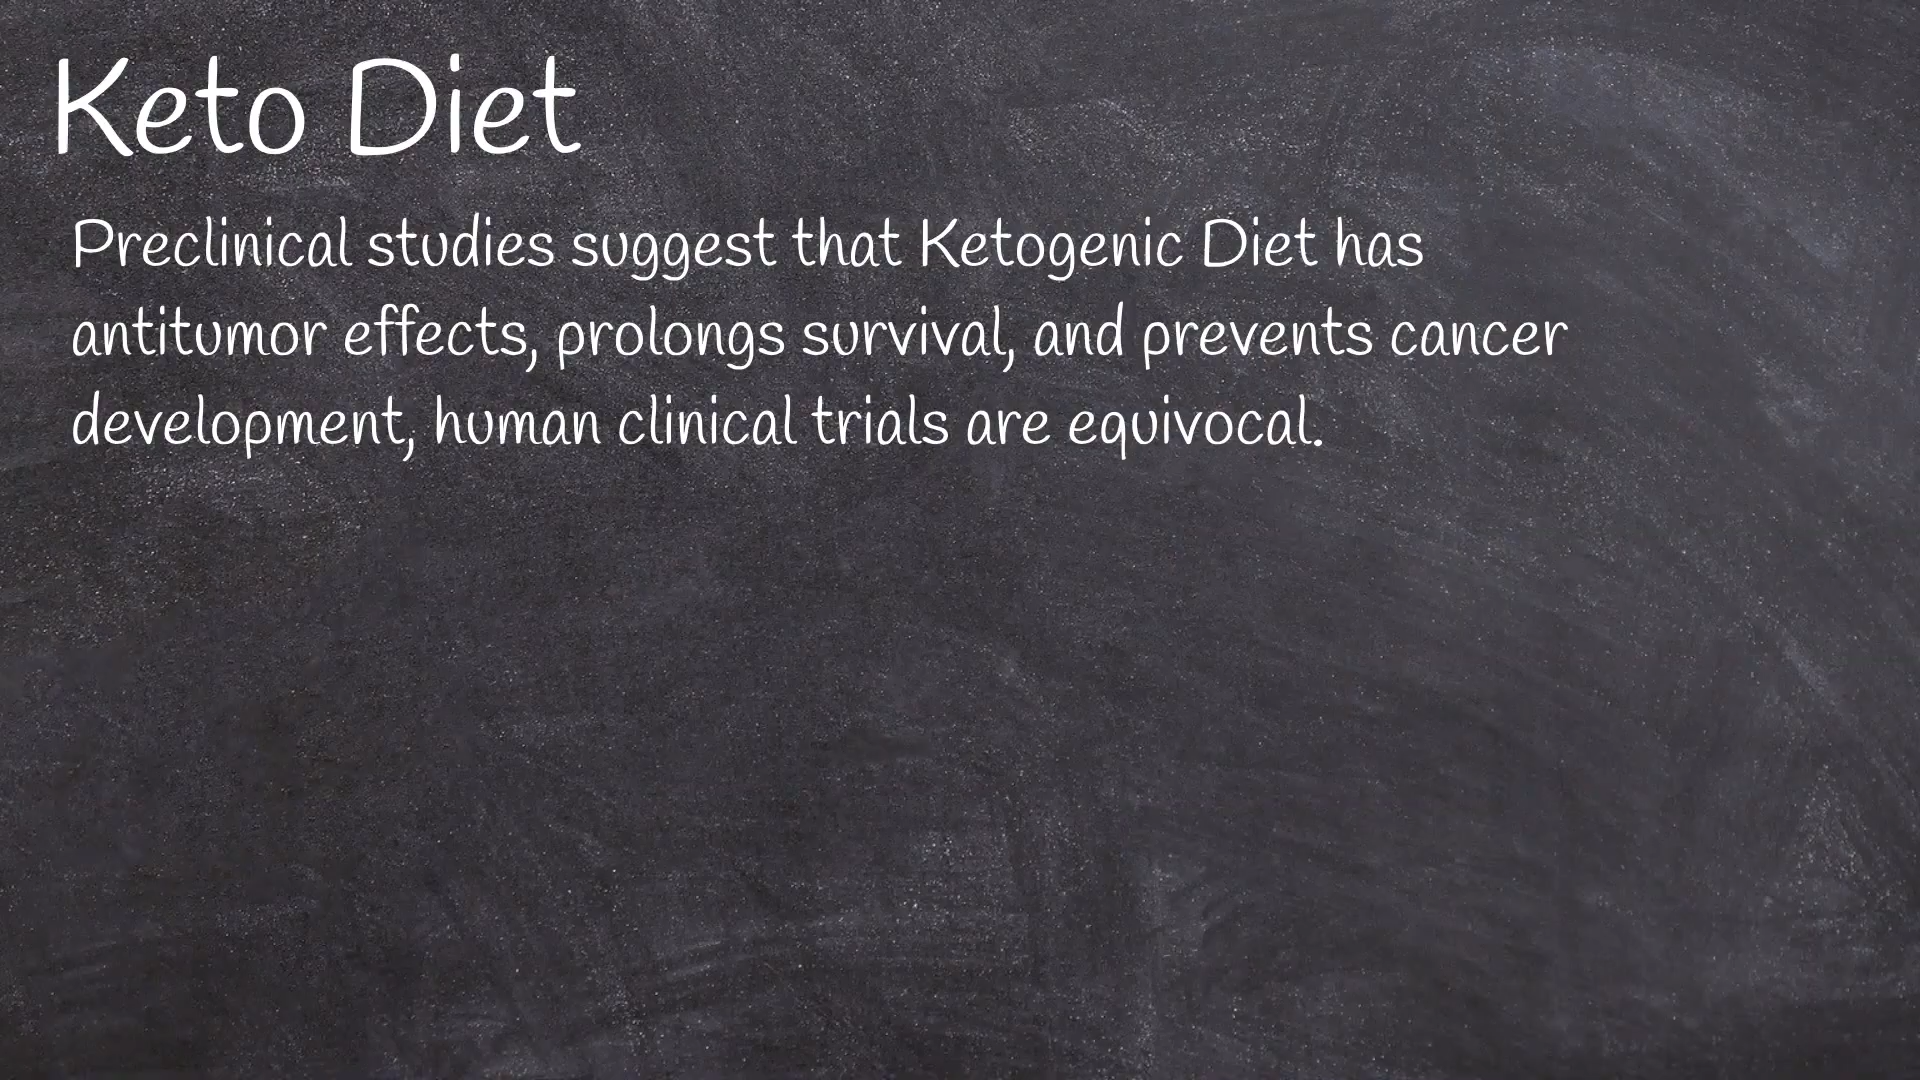 Keto Diet
Preclinical studies suggest that Ketogenic Diet has
antitumor effects, prolongs survival, and prevents cancer
development, human clinical trials are equivocal.